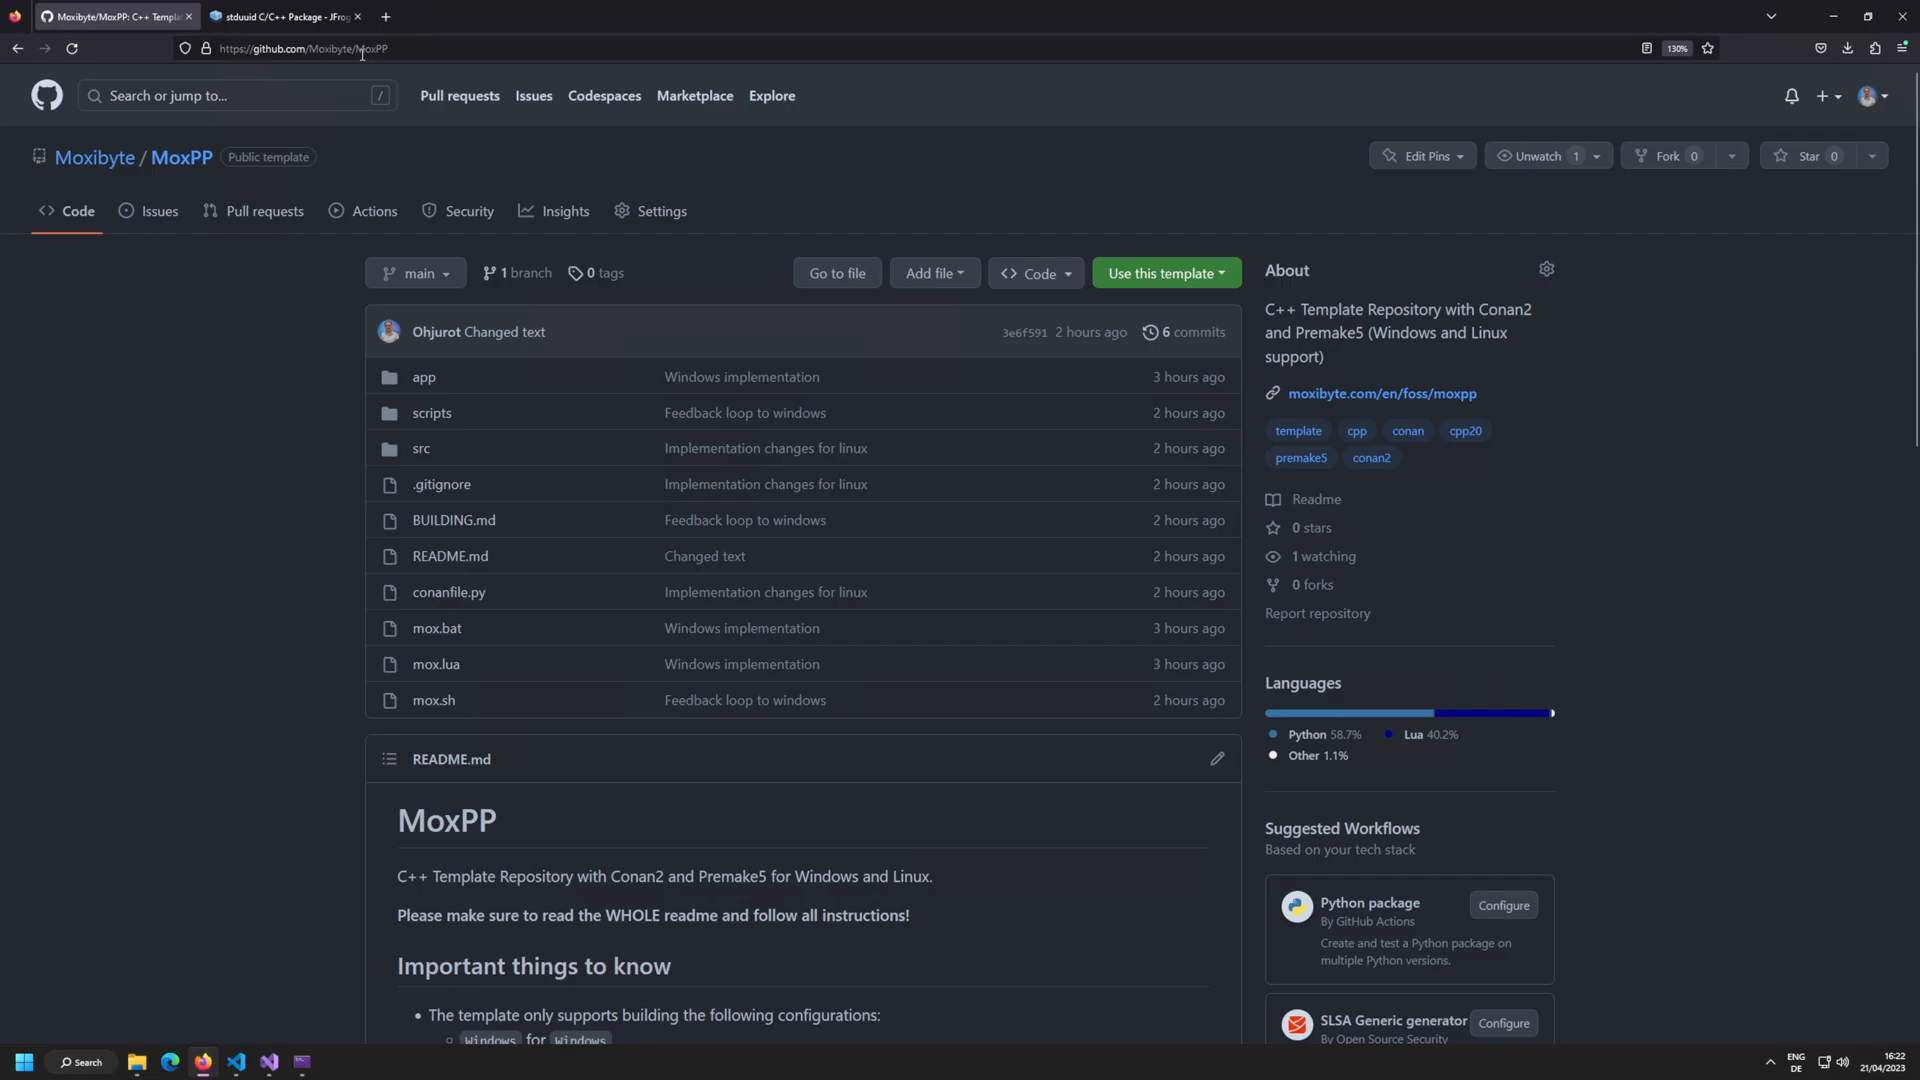 Moxibyte/MoxPP: C++ Templa
stduuid C/C++ Package - JFrog
https://github.com/Moxibyte/MoxPP
130%
Search or jump to...
/
Pull requests
Issues
Codespaces
Marketplace
Explore
Moxibyte / MoxPP
Public template
Edit Pins
Unwatch 1
Fork 0
Star 0
Code
Issues
Pull requests
Actions
Security
Insights
Settings
main
1 branch
0 tags
Go to file
Add file
Code
Use this template
Ohjurot Changed text 3e6f591 2 hours ago 6 commits
app Windows implementation 3 hours ago
scripts Feedback loop to windows 2 hours ago
src Implementation changes for linux 2 hours ago
.gitignore Implementation changes for linux 2 hours ago
BUILDING.md Feedback loop to windows 2 hours ago
README.md Changed text 2 hours ago
conanfile.py Implementation changes for linux 2 hours ago
mox.bat Windows implementation 3 hours ago
mox.lua Windows implementation 3 hours ago
mox.sh Feedback loop to windows 2 hours ago
README.md
MoxPP
C++ Template Repository with Conan2 and Premake5 for Windows and Linux.
Please make sure to read the WHOLE readme and follow all instructions!
Important things to know
The template only supports building the following configurations:
Windows for Windows
About
C++ Template Repository with Conan2
and Premake5 (Windows and Linux
support)
moxibyte.com/en/foss/moxpp
template cpp conan cpp20
premake5 conan2
Readme
0 stars
1 watching
0 forks
Report repository
Languages
Python 58.7% Lua 40.2%
Other 1.1%
Suggested Workflows
Based on your tech stack
Python package
Configure
By GitHub Actions
Create and test a Python package on
multiple Python versions.
SLSA Generic generator
Configure
By Open Source Security
Search
ENG
DE
16:22
21/04/2023